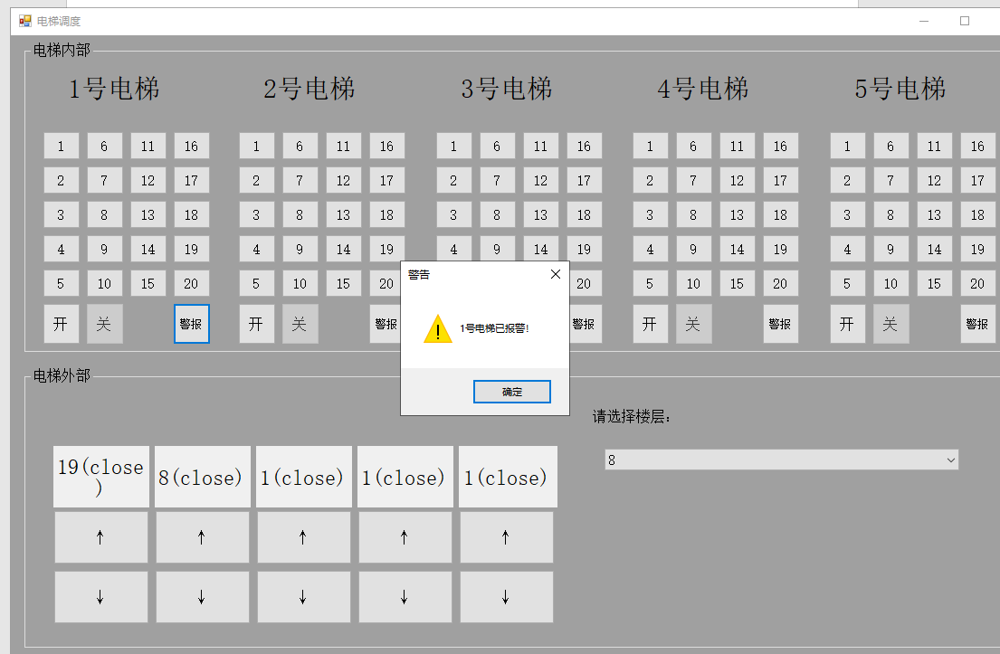 电梯调度
电梯内部
1号电梯 2号电梯 3号电梯 4号电梯 5号电梯
1 6 11 16 1 6 11 16 1 6 11 16 1 6 11 16 1 6 11 16
2 7 12 17 2 7 12 17 2 7 12 17 2 7 12 17 2 7 12 17
3 8 13 18 3 8 13 18 3 8 13 18 3 8 13 18 3 8 13 18
4 9 14 19 4 9 14 19 4 9 14 19 4 9 14 19 4 9 14 19
5 10 15 20 5 10 15 20 20 5 10 15 20 5 10 15 20
开 关 警报 开 关 警报 警报 开 关 警报 开 关 警报
警告
1号电梯已报警!
确定
电梯外部
请选择楼层:
8
19(close
) 8(close) 1(close) 1(close) 1(close)
↑ ↑ ↑ ↑ ↑
↓ ↓ ↓ ↓ ↓